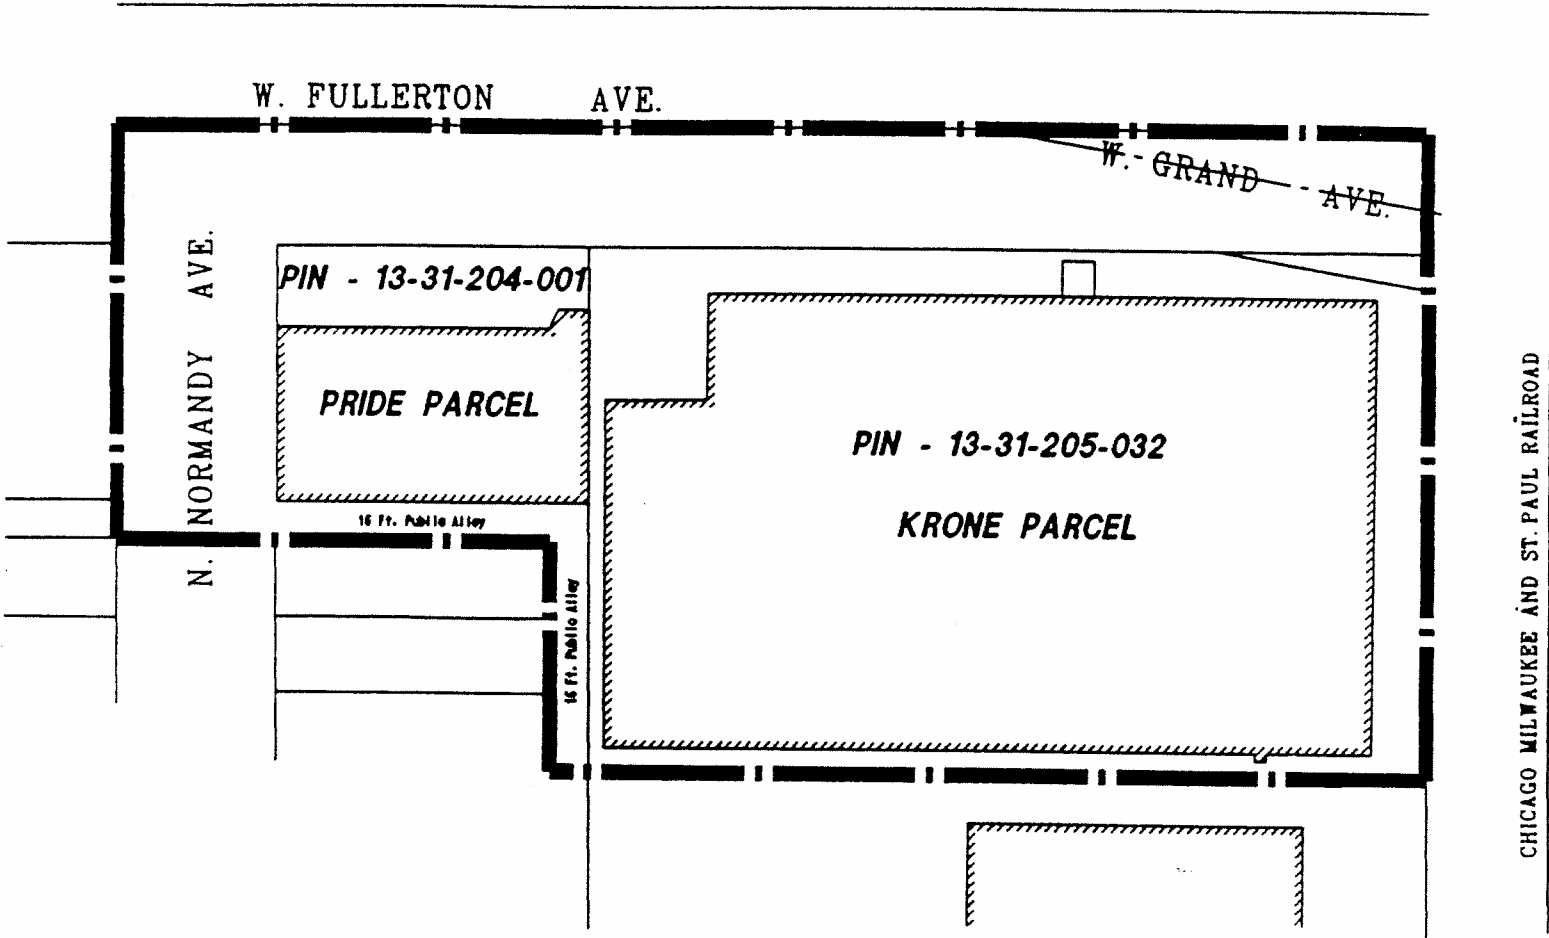 W. FULLERTON AVE.
W. GRAND AVE.
N. NORMANDY AVE.
PIN - 13-31-204-001
PRIDE PARCEL
16 Ft. Public Alley
16 Ft. Public Alley
PIN - 13-31-205-032
KRONE PARCEL
CHICAGO MILWAUKEE AND ST. PAUL RAILROAD